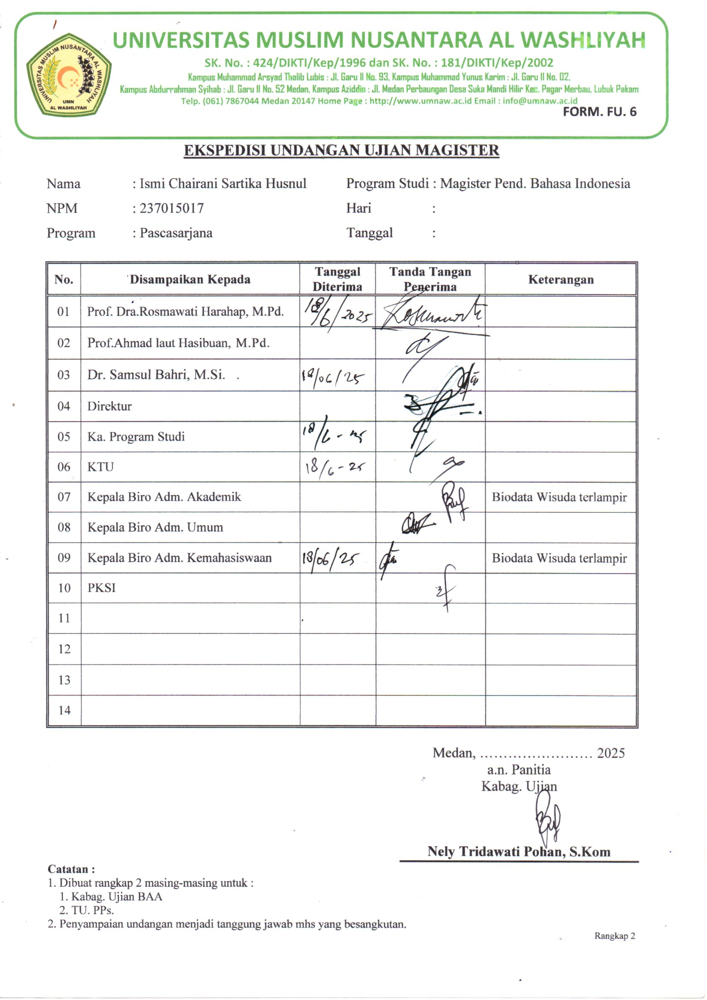 UNIVERSITAS MUSLIM NUSANTARA AL WASHLIYAH
UMN
AL WASHLIYAH
UNIVERSITAS MUSLIM NUSANTARA AL WASHLIYAH
SK. No. : 424/DIKTI/Kep/1996 dan SK. No. : 181/DIKTI/Kep/2002
Kampus Muhammad Arsyad Thalib Lubis : Jl. Garu II No. 93, Kampus Muhammad Yunus Karim : Jl. Garu II No. 02,
Kampus Abdurrahman Syihab : Jl. Garu II No. 52 Medan, Kampus Aziddin : Jl. Medan Perbaungan Desa Suka Mandi Hilir Kec. Pagar Merbau, Lubuk Pakam
Telp. (061) 7867044 Medan 20147 Home Page : http://www.umnaw.ac.id Email : info@umnaw.ac.id
FORM. FU. 6
EKSPEDISI UNDANGAN UJIAN MAGISTER
Nama : Ismi Chairani Sartika Husnul Program Studi : Magister Pend. Bahasa Indonesia
NPM : 237015017 Hari :
Program : Pascasarjana Tanggal :
No. Disampaikan Kepada Tanggal Diterima Tanda Tangan Penerima Keterangan
01 Prof. Dra.Rosmawati Harahap, M.Pd. 18/6/2025 Rosmawati
02 Prof.Ahmad laut Hasibuan, M.Pd.
03 Dr. Samsul Bahri, M.Si. . 18/06/25
04 Direktur
05 Ka. Program Studi 18/6-25
06 KTU 18/6-25
07 Kepala Biro Adm. Akademik Biodata Wisuda terlampir
08 Kepala Biro Adm. Umum
09 Kepala Biro Adm. Kemahasiswaan 18/06/25 Biodata Wisuda terlampir
10 PKSI
11
12
13
14
Medan, ........................ 2025
a.n. Panitia
Kabag. Ujian
Nely Tridawati Pohan, S.Kom
Catatan :
1. Dibuat rangkap 2 masing-masing untuk :
1. Kabag. Ujian BAA
2. TU. PPs.
2. Penyampaian undangan menjadi tanggung jawab mhs yang besangkutan.
Rangkap 2